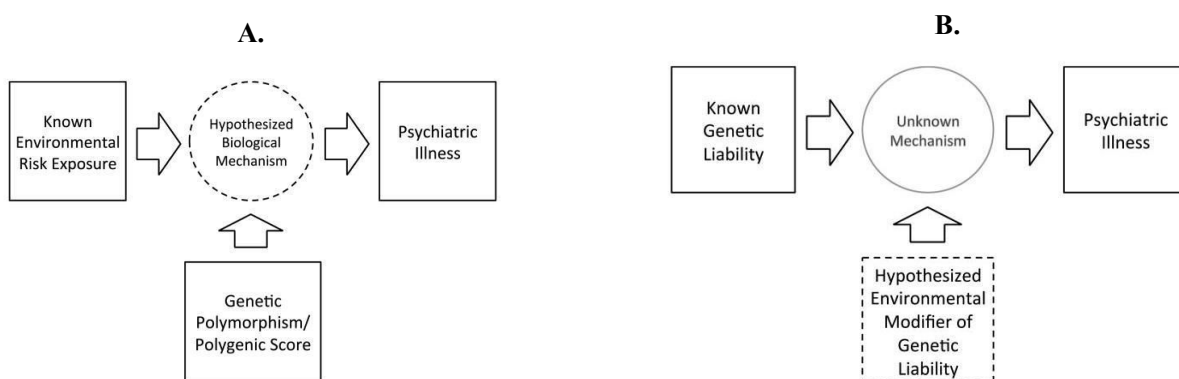 A.
Known
Environmental
Risk Exposure
Hypothesized
Biological
Mechanism
Psychiatric
Illness
Genetic
Polymorphism/
Polygenic Score
B.
Known
Genetic
Liability
Unknown
Mechanism
Psychiatric
Illness
Hypothesized
Environmental
Modifier of
Genetic
Liability